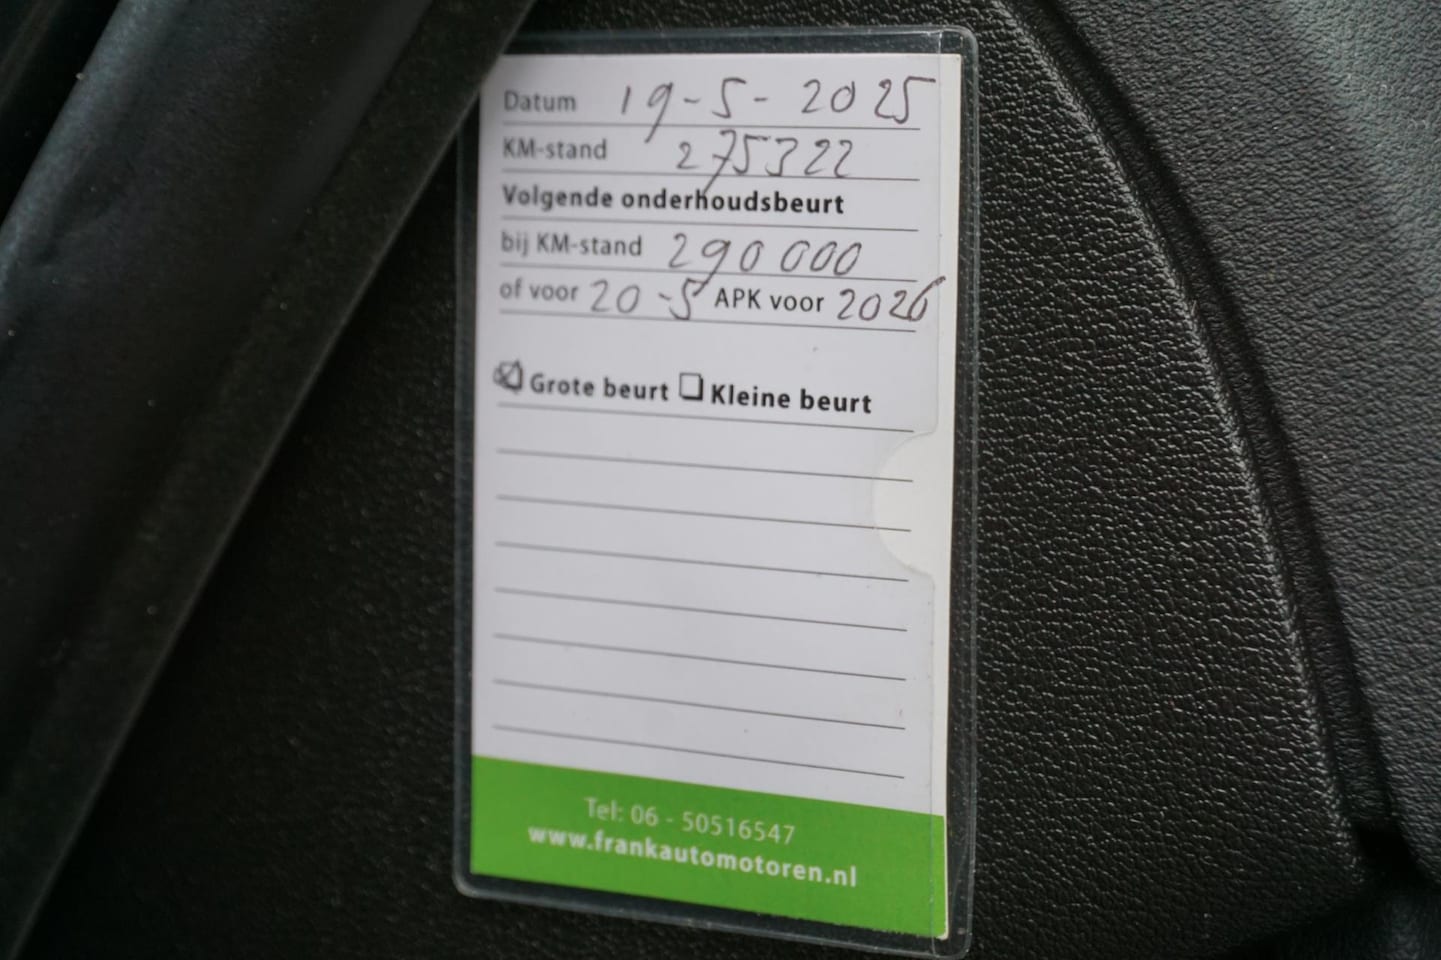 Datum 19-5-2025
KM-stand 275322
Volgende onderhoudsbeurt
bij KM-stand 290000
of voor 20-5 APK voor 2026
Grote beurt Kleine beurt
Tel: 06 - 50516547
www.frankautomotoren.nl